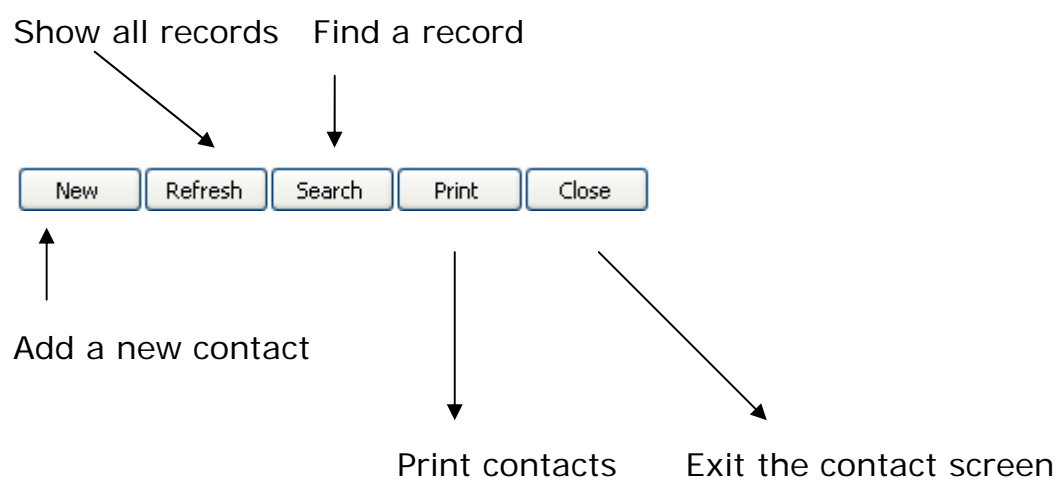 Show all records Find a record
New Refresh Search Print Close
Add a new contact
Print contacts Exit the contact screen